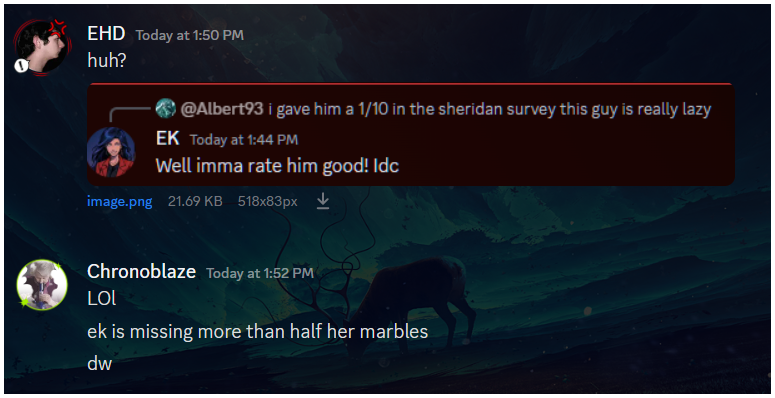 EHD Today at 1:50 PM
huh?
@Albert93 i gave him a 1/10 in the sheridan survey this guy is really lazy
EK Today at 1:44 PM
Well imma rate him good! Idc
image.png 21.69 KB 518x83px
Chronoblaze Today at 1:52 PM
LOl
ek is missing more than half her marbles
dw